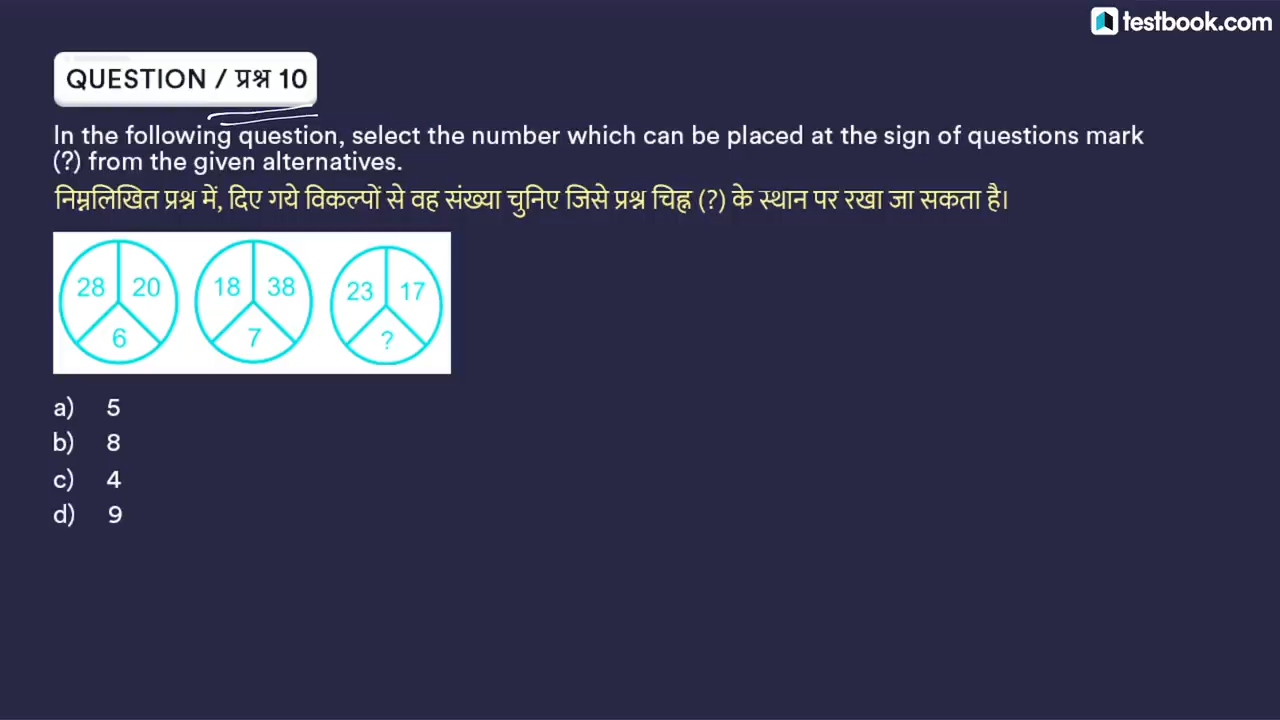 testbook.com
QUESTION / प्रश्न 10
In the following question, select the number which can be placed at the sign of questions mark
(?) from the given alternatives.
निम्नलिखित प्रश्न में, दिए गये विकल्पों से वह संख्या चुनिए जिसे प्रश्न चिह्न (?) के स्थान पर रखा जा सकता है।
28 20 18 38 23 17
6 7 ?
a) 5
b) 8
c) 4
d) 9